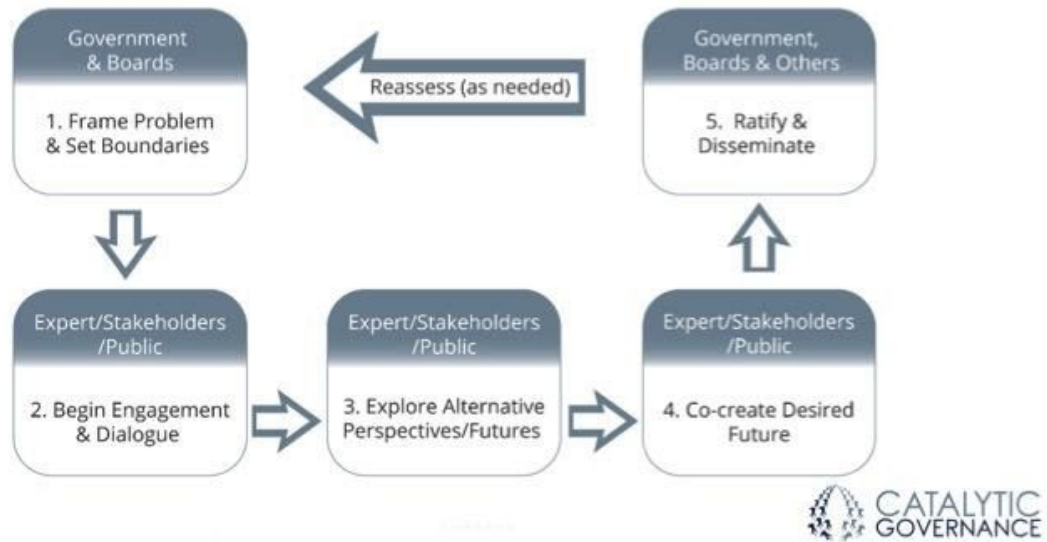 Government
& Boards
1. Frame Problem
& Set Boundaries
Reassess (as needed)
Government,
Boards & Others
5. Ratify &
Disseminate
Expert/Stakeholders
/Public
2. Begin Engagement
& Dialogue
Expert/Stakeholders
/Public
3. Explore Alternative
Perspectives/Futures
Expert/Stakeholders
/Public
4. Co-create Desired
Future
CATALYTIC
GOVERNANCE